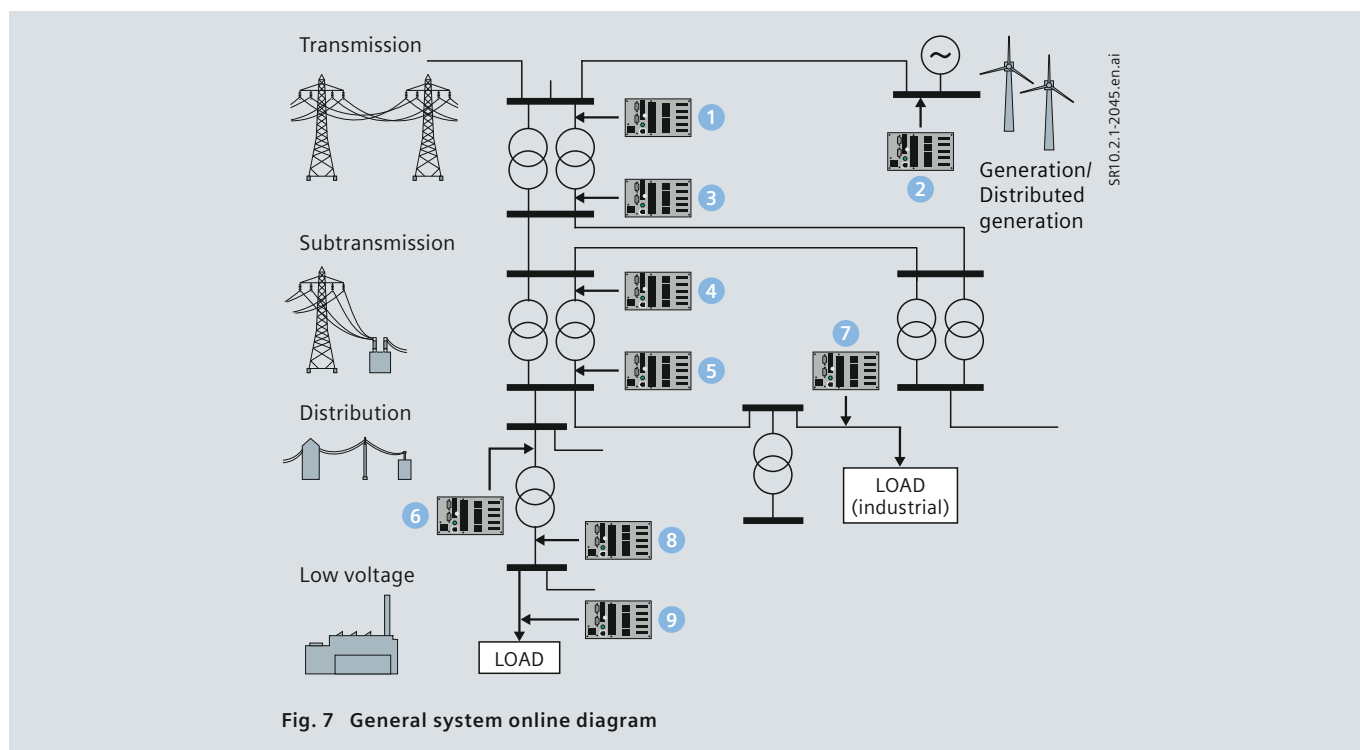 Transmission
SR10.2.1-2045.en.ai
1
2
Generation/
Distributed
generation
3
Subtransmission
4
7
5
Distribution
LOAD
(industrial)
6
8
Low voltage
9
LOAD
Fig. 7 General system online diagram